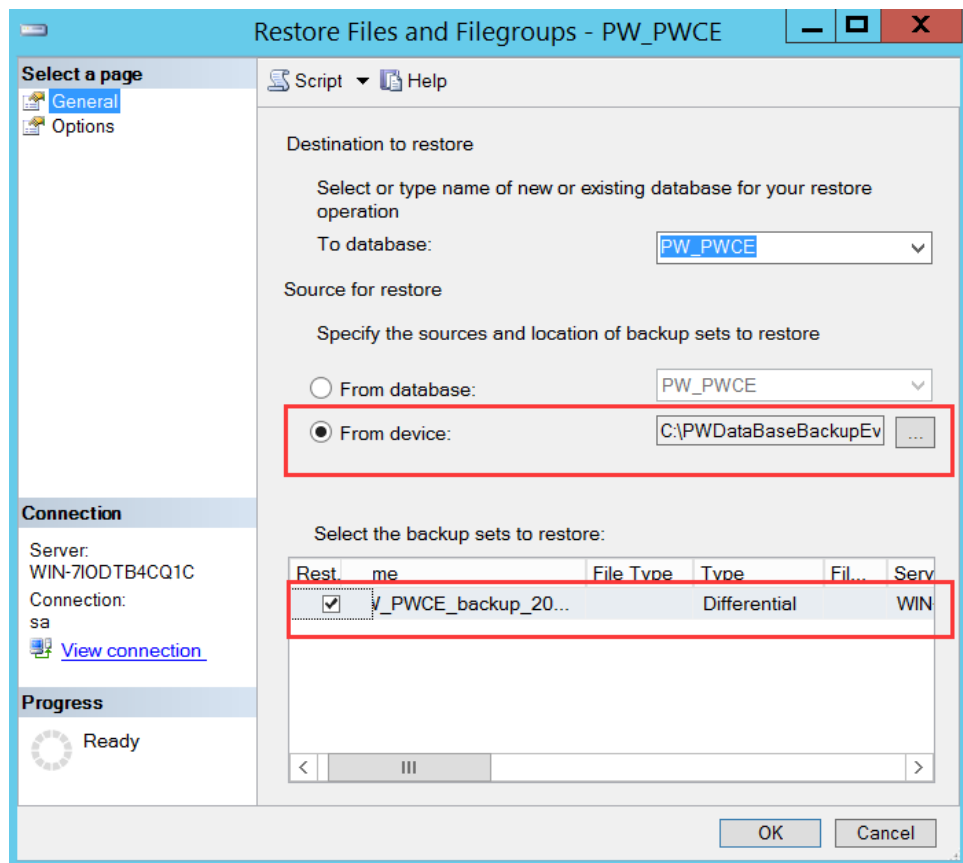 Restore Files and Filegroups - PW_PWCE
X
Select a page
General
Options
Script
Help
Destination to restore
Select or type name of new or existing database for your restore
operation
To database:
PW_PWCE
Source for restore
Specify the sources and location of backup sets to restore
From database:
PW_PWCE
From device:
C:\PWDataBaseBackupEv
...
Select the backup sets to restore:
Rest. me File Type Type Fil... Serv
/_PWCE_backup_20... Differential WIN-
Connection
Server:
WIN-7IODTB4CQ1C
Connection:
sa
View connection
Progress
Ready
OK
Cancel